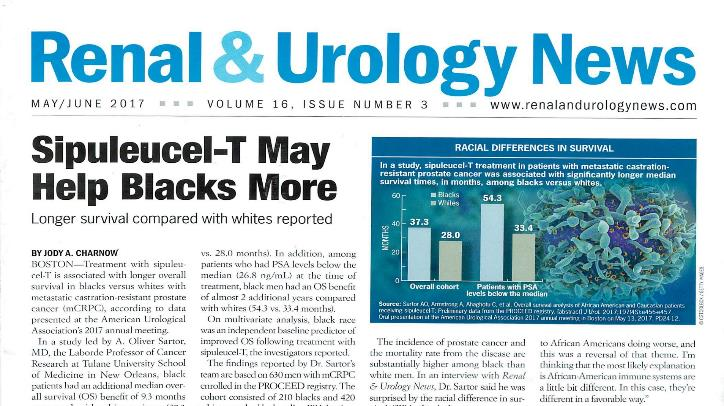 Renal & Urology News
MAY/JUNE 2017 ■ ■ ■ VOLUME 16, ISSUE NUMBER 3 ■ ■ ■ www.renalandurologynews.com
Sipuleucel-T May
Help Blacks More
Longer survival compared with whites reported
BY JODY A. CHARNOW
BOSTON—Treatment with sipuleu-
cel-T is associated with longer overall
survival in blacks versus whites with
metastatic castration-resistant prostate
cancer (mCRPC), according to data
presented at the American Urological
Association's 2017 annual meeting.
In a study led by A. Oliver Sartor,
MD, the Laborde Professor of Cancer
Research at Tulane University School
of Medicine in New Orleans, black
patients had an additional median over-
all survival (OS) benefit of 9.3 months
vs. 28.0 months). In addition, among
patients who had PSA levels below the
median (26.8 ng/mL) at the time of
treatment, black men had an OS benefit
of almost 2 additional years compared
with whites (54.3 vs. 33.4 months).
On multivariate analysis, black race
was an independent baseline predictor of
improved OS following treatment with
sipuleucel-T, the investigators reported.
The findings reported by Dr. Sartor's
team are based on 630 men with mCRPC
enrolled in the PROCEED registry. The
cohort consisted of 210 blacks and 420
RACIAL DIFFERENCES IN SURVIVAL
In a study, sipuleucel-T treatment in patients with metastatic castration-
resistant prostate cancer was associated with significantly longer median
survival times, in months, among blacks versus whites.
Blacks
Whites
MONTHS
60
40
20
0
37.3
28.0
54.3
33.4
Overall cohort
Patients with PSA
levels below the median
Source: Sartor AO, Armstrong A, Ahaghotu C, et al. Overall survival analysis of African American and Caucasian patients
receiving sipuleucel-T: Preliminary data from the PROCEED registry.
Oral presentation at the American Urological Association 2017 annual meeting in Boston on May 13, 2017. PD24-12.
The incidence of prostate cancer and
the mortality rate from the disease are
substantially higher among black than
white men. In an interview with Renal
& Urology News, Dr. Sartor said he was
surprised by the racial difference in sur-
to African Americans doing worse, and
this was a reversal of that theme. I'm
thinking that the most likely explanation
is African-American immune systems are
a little bit different. In this case, they're
different in a favorable way."